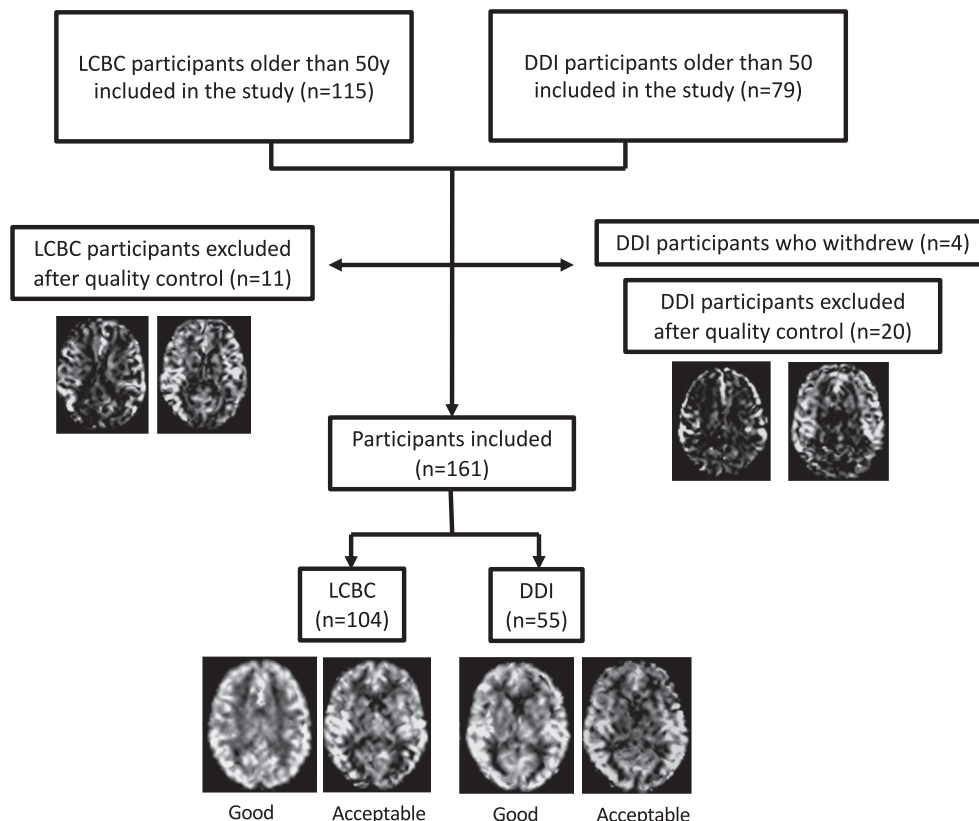 LCBC participants older than 50y
included in the study (n=115)
DDI participants older than 50
included in the study (n=79)
LCBC participants excluded
after quality control (n=11)
DDI participants who withdrew (n=4)
DDI participants excluded
after quality control (n=20)
Participants included
(n=161)
LCBC
(n=104)
DDI
(n=55)
Good
Acceptable
Good
Acceptable